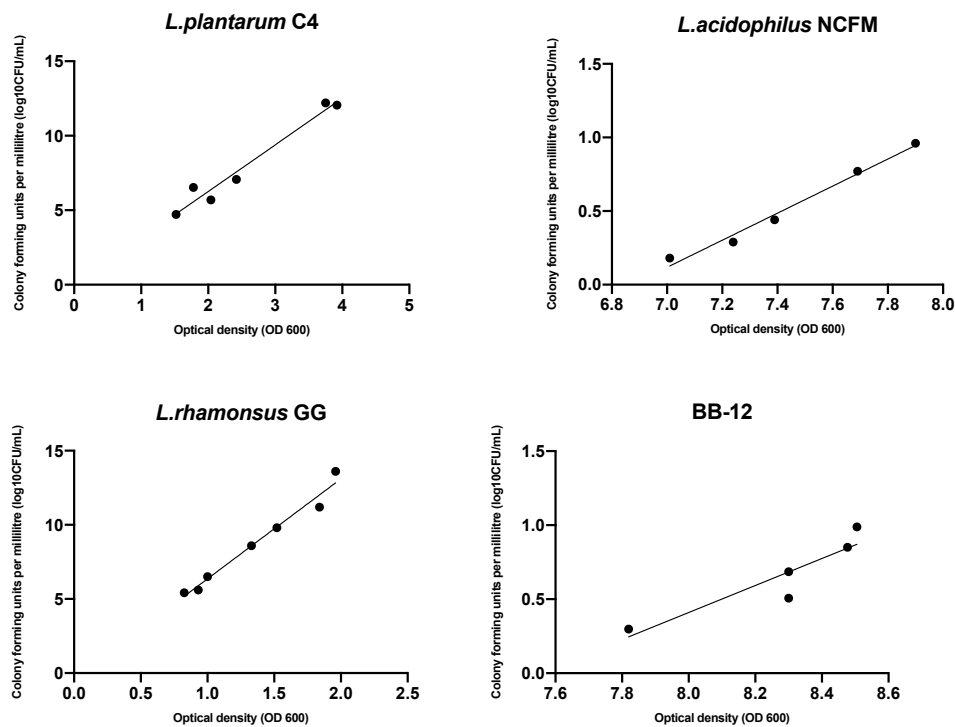 L.plantarum C4
Colony forming units per millilitre (log10CFU/mL)
15
10
5
0
0 1 2 3 4 5
Optical density (OD 600)
L.acidophilus NCFM
Colony forming units per millilitre (log10CFU/mL)
1.5
1.0
0.5
0.0
6.8 7.0 7.2 7.4 7.6 7.8 8.0
Optical density (OD 600)
L.rhamonsus GG
Colony forming units per millilitre (log10CFU/mL)
15
10
5
0
0.0 0.5 1.0 1.5 2.0 2.5
Optical density (OD 600)
BB-12
Colony forming units per millilitre (log10CFU/mL)
1.5
1.0
0.5
0.0
7.6 7.8 8.0 8.2 8.4 8.6
Optical density (OD 600)